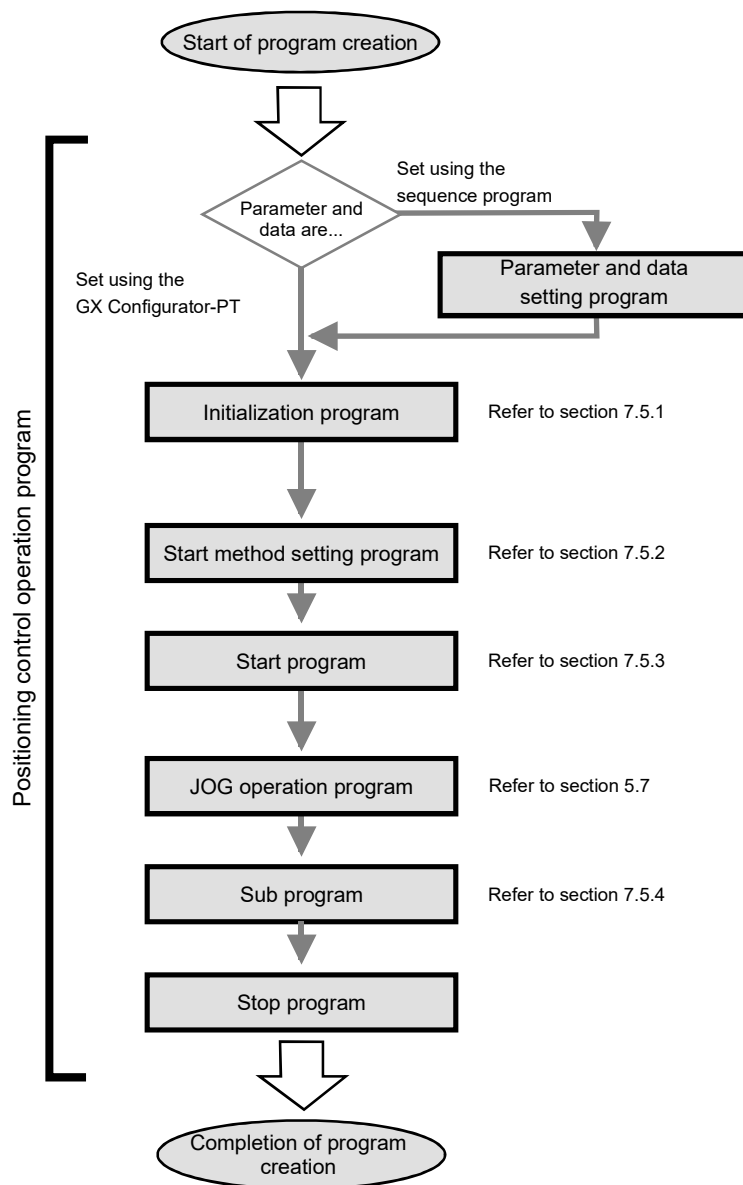 Start of program creation
Set using the
sequence program
Parameter and
data are...
Parameter and data
setting program
Set using the
GX Configurator-PT
Initialization program
Refer to section 7.5.1
Start method setting program
Refer to section 7.5.2
Start program
Refer to section 7.5.3
JOG operation program
Refer to section 5.7
Sub program
Refer to section 7.5.4
Stop program
Positioning control operation program
Completion of program
creation